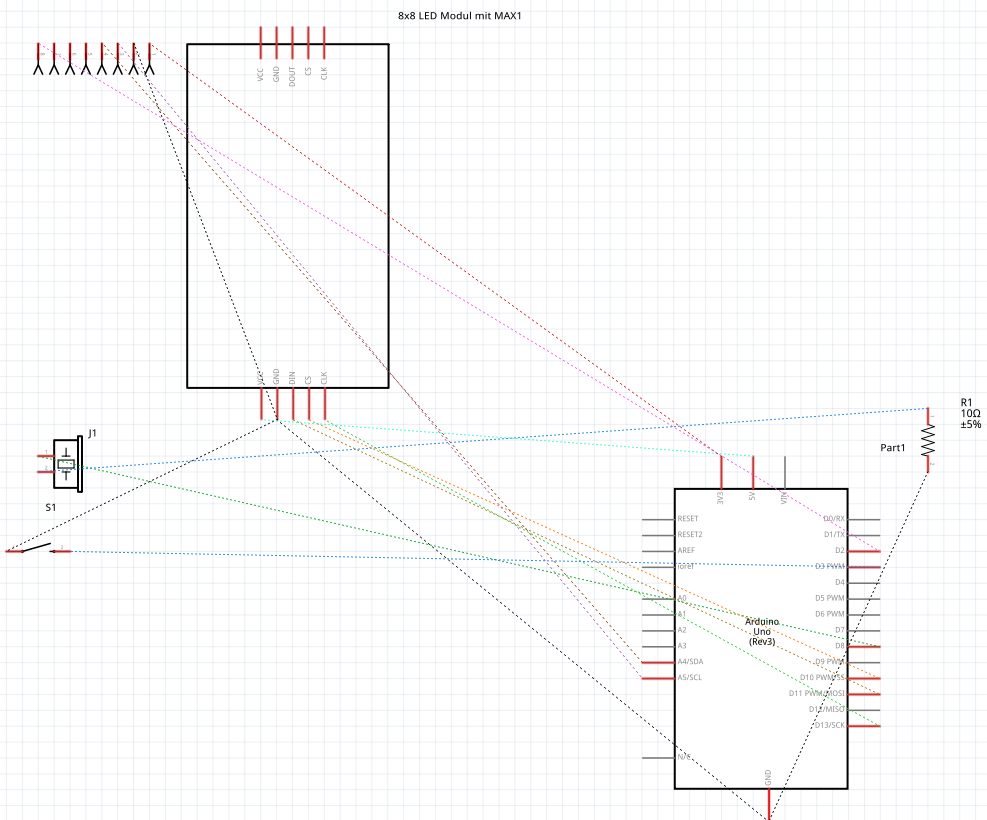 8x8 LED Modul mit MAX1
VCC
GND
DOUT
CS
CLK
GND
DIN
CS
CLK
J1
S1
R1
10Ω
±5%
Part1
3V3
5V
VIN
RESET
RESET2
AREF
ioref
A0
A1
A2
A3
A4/SDA
A5/SCL
N/C
Arduino
Uno
(Rev3)
D0/RX
D1/TX
D2
D3 PWM
D4
D5 PWM
D6 PWM
D7
D8
D9 PWM
D10 PWM/SS
D11 PWM/MOSI
D12/MISO
D13/SCK
GND